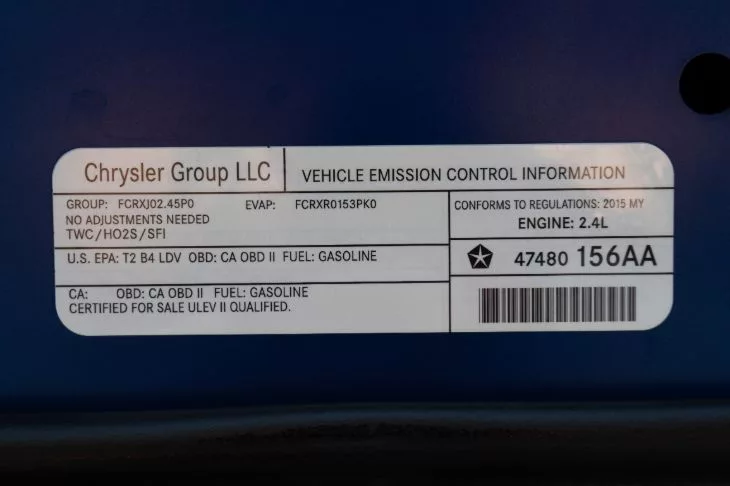 Chrysler Group LLC
VEHICLE EMISSION CONTROL INFORMATION
GROUP: FCRXJ02.45P0 EVAP: FCRXR0153PK0
NO ADJUSTMENTS NEEDED
TWC/HO2S/SFI
U.S. EPA: T2 B4 LDV OBD: CA OBD II FUEL: GASOLINE
CA: OBD: CA OBD II FUEL: GASOLINE
CERTIFIED FOR SALE ULEV II QUALIFIED.
CONFORMS TO REGULATIONS: 2015 MY
ENGINE: 2.4L
47480 156AA